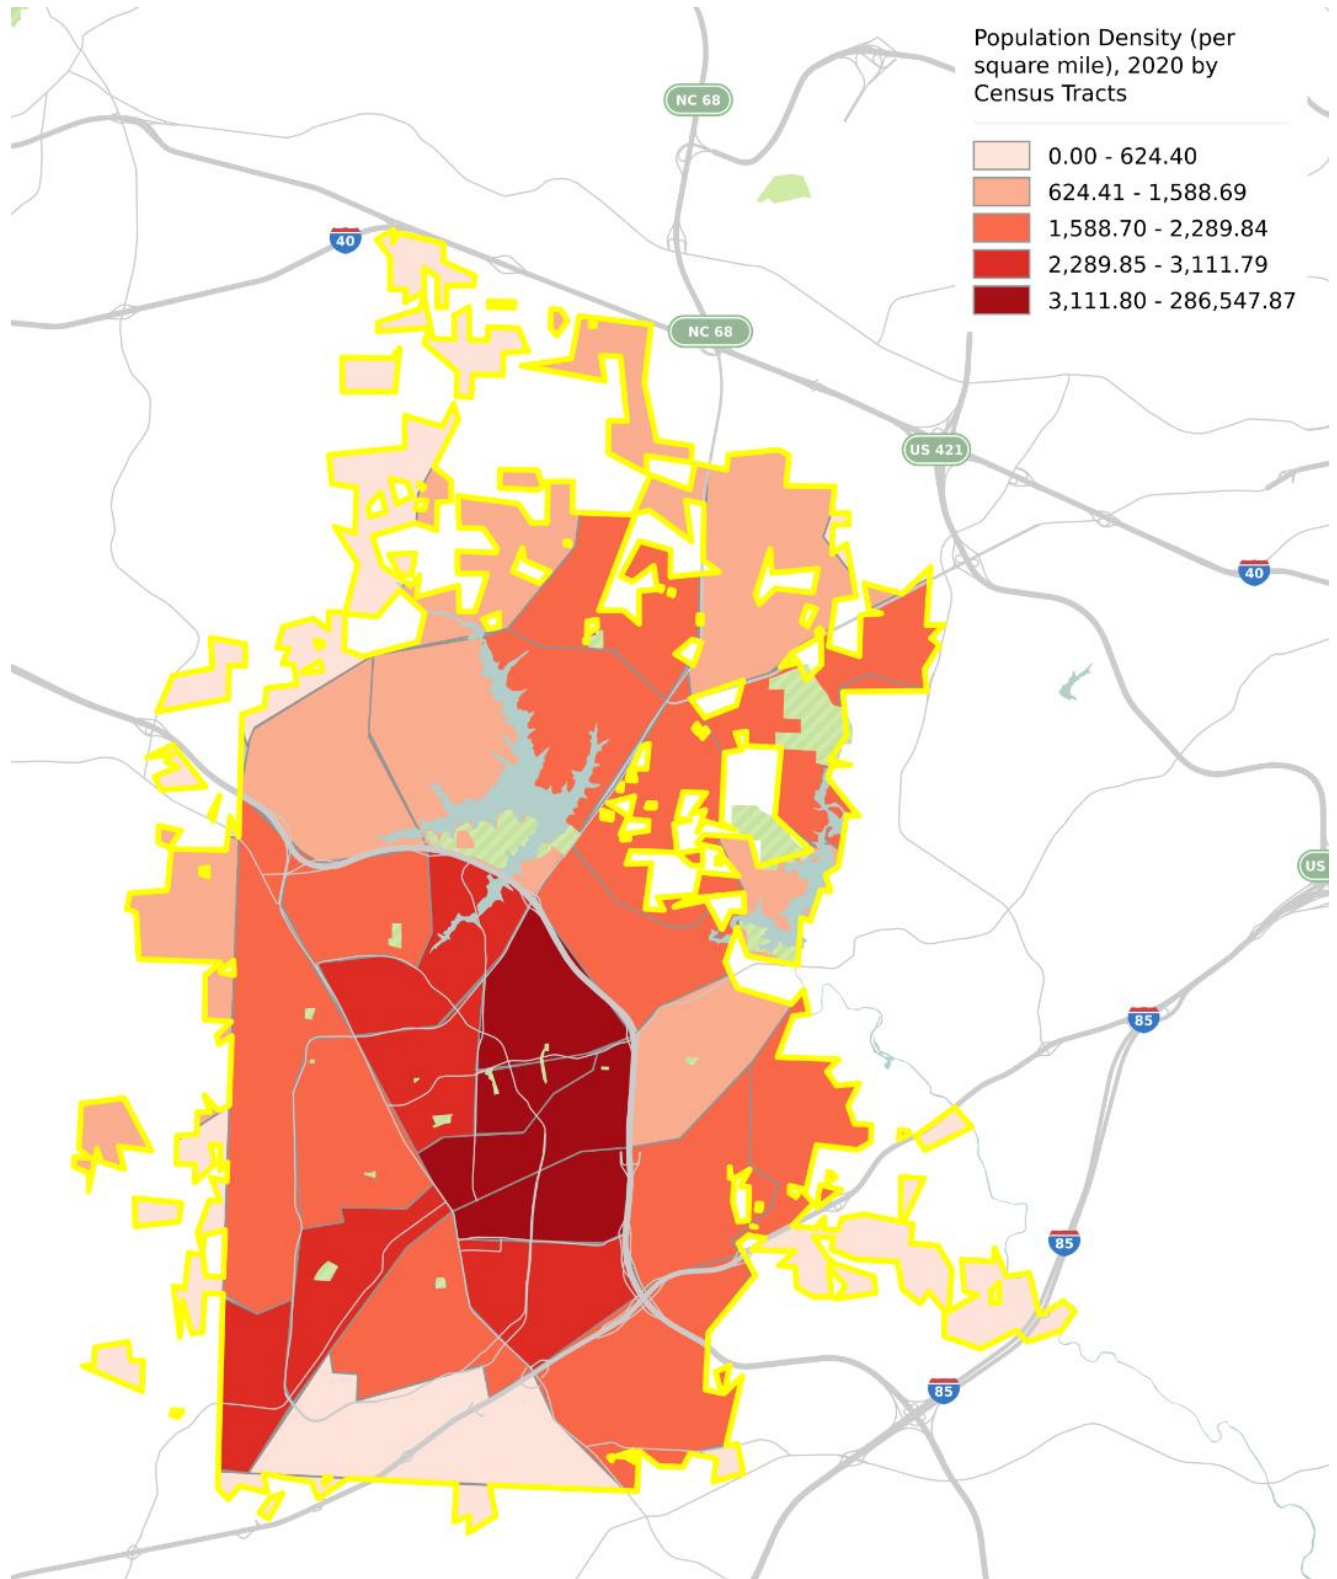 Population Density (per
square mile), 2020 by
Census Tracts
0.00 - 624.40
624.41 - 1,588.69
1,588.70 - 2,289.84
2,289.85 - 3,111.79
3,111.80 - 286,547.87
NC 68
40
NC 68
US 421
40
US
85
85
85